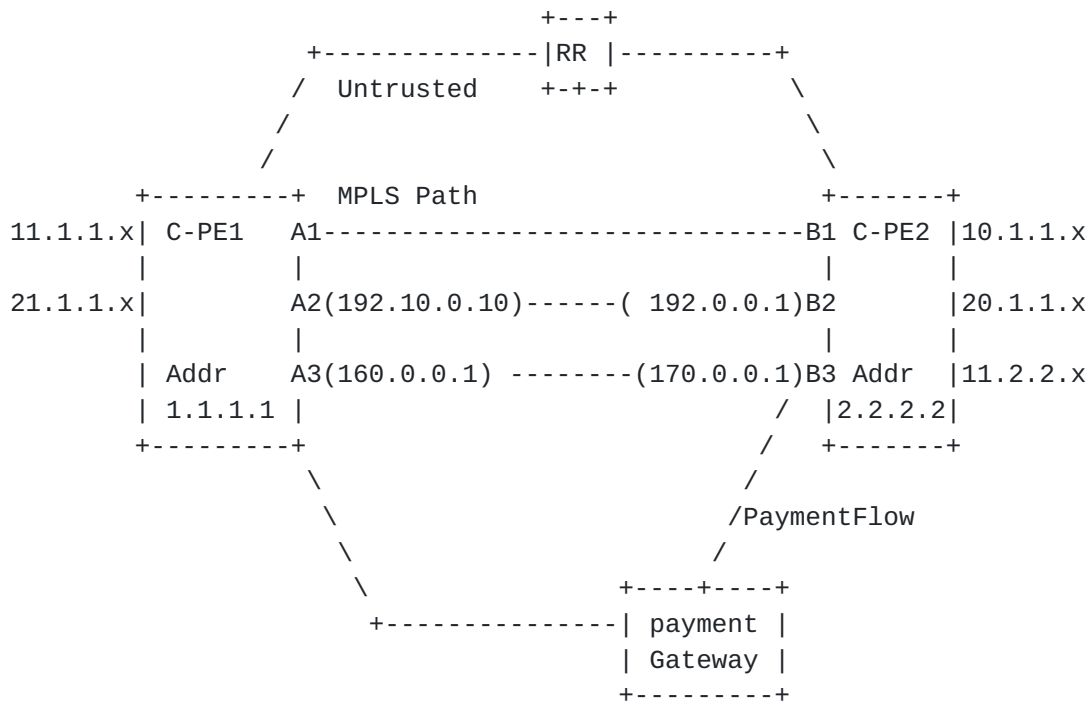 +---+
+--------------|RR |----------+
/  Untrusted    +-+-+           \
/                                  \
/                                    \
+---------+  MPLS Path                      +-------+
11.1.1.x| C-PE1   A1-------------------------------B1 C-PE2 |10.1.1.x
|         |                                  |       |
21.1.1.x|         A2(192.10.0.10)------( 192.0.0.1)B2       |20.1.1.x
|         |                                  |       |
| Addr    A3(160.0.0.1) --------(170.0.0.1)B3 Addr  |11.2.2.x
| 1.1.1.1 |                               /  |2.2.2.2|
+---------+                              /   +-------+
\                            /
\                          /PaymentFlow
\                        /
\                +----+----+
+---------------| payment |
| Gateway |
+---------+